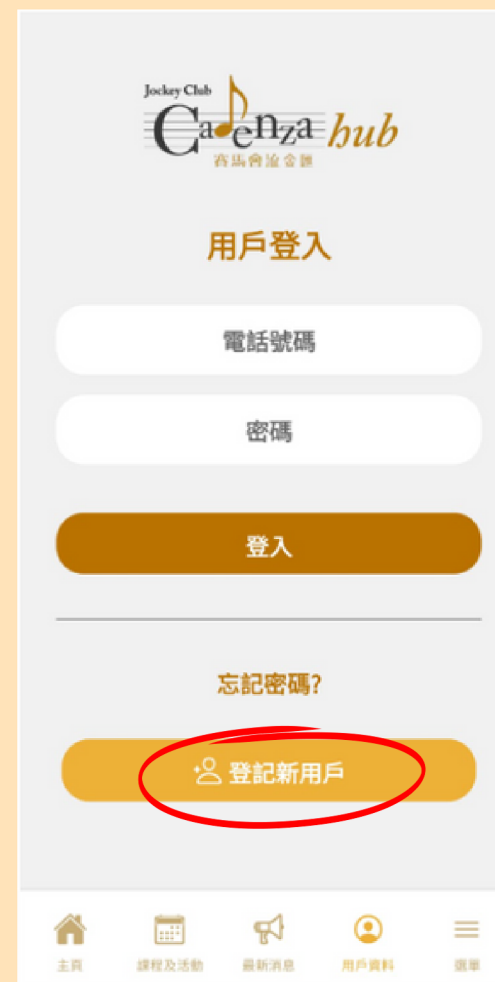 Jockey Club
Cadenza hub
賽馬會流金匯
用戶登入
電話號碼
密碼
登入
忘記密碼?
登記新用戶
主頁
課程及活動
最新消息
用戶資料
選單